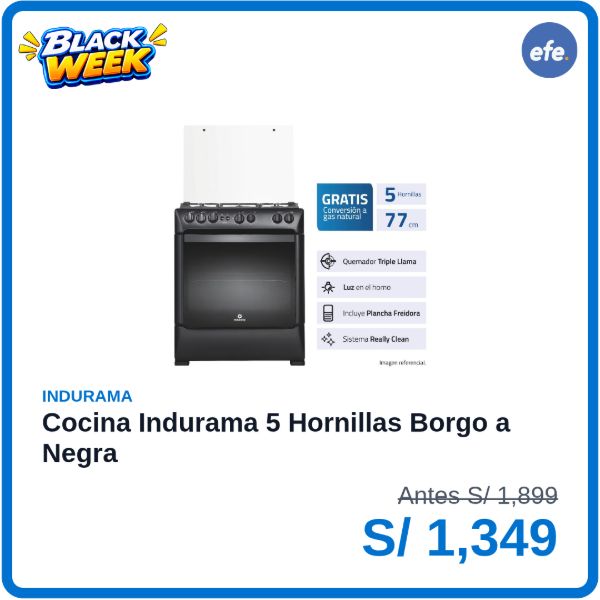 BLACK
WEEK
efe.
GRATIS
Conversión a
gas natural
5 Hornillas
77 cm
Quemador Triple Llama
Luz en el horno
Incluye Plancha Freidora
Sistema Really Clean
Imagen referencial.
INDURAMA
Cocina Indurama 5 Hornillas Borgo a
Negra
Antes S/ 1,899
S/ 1,349